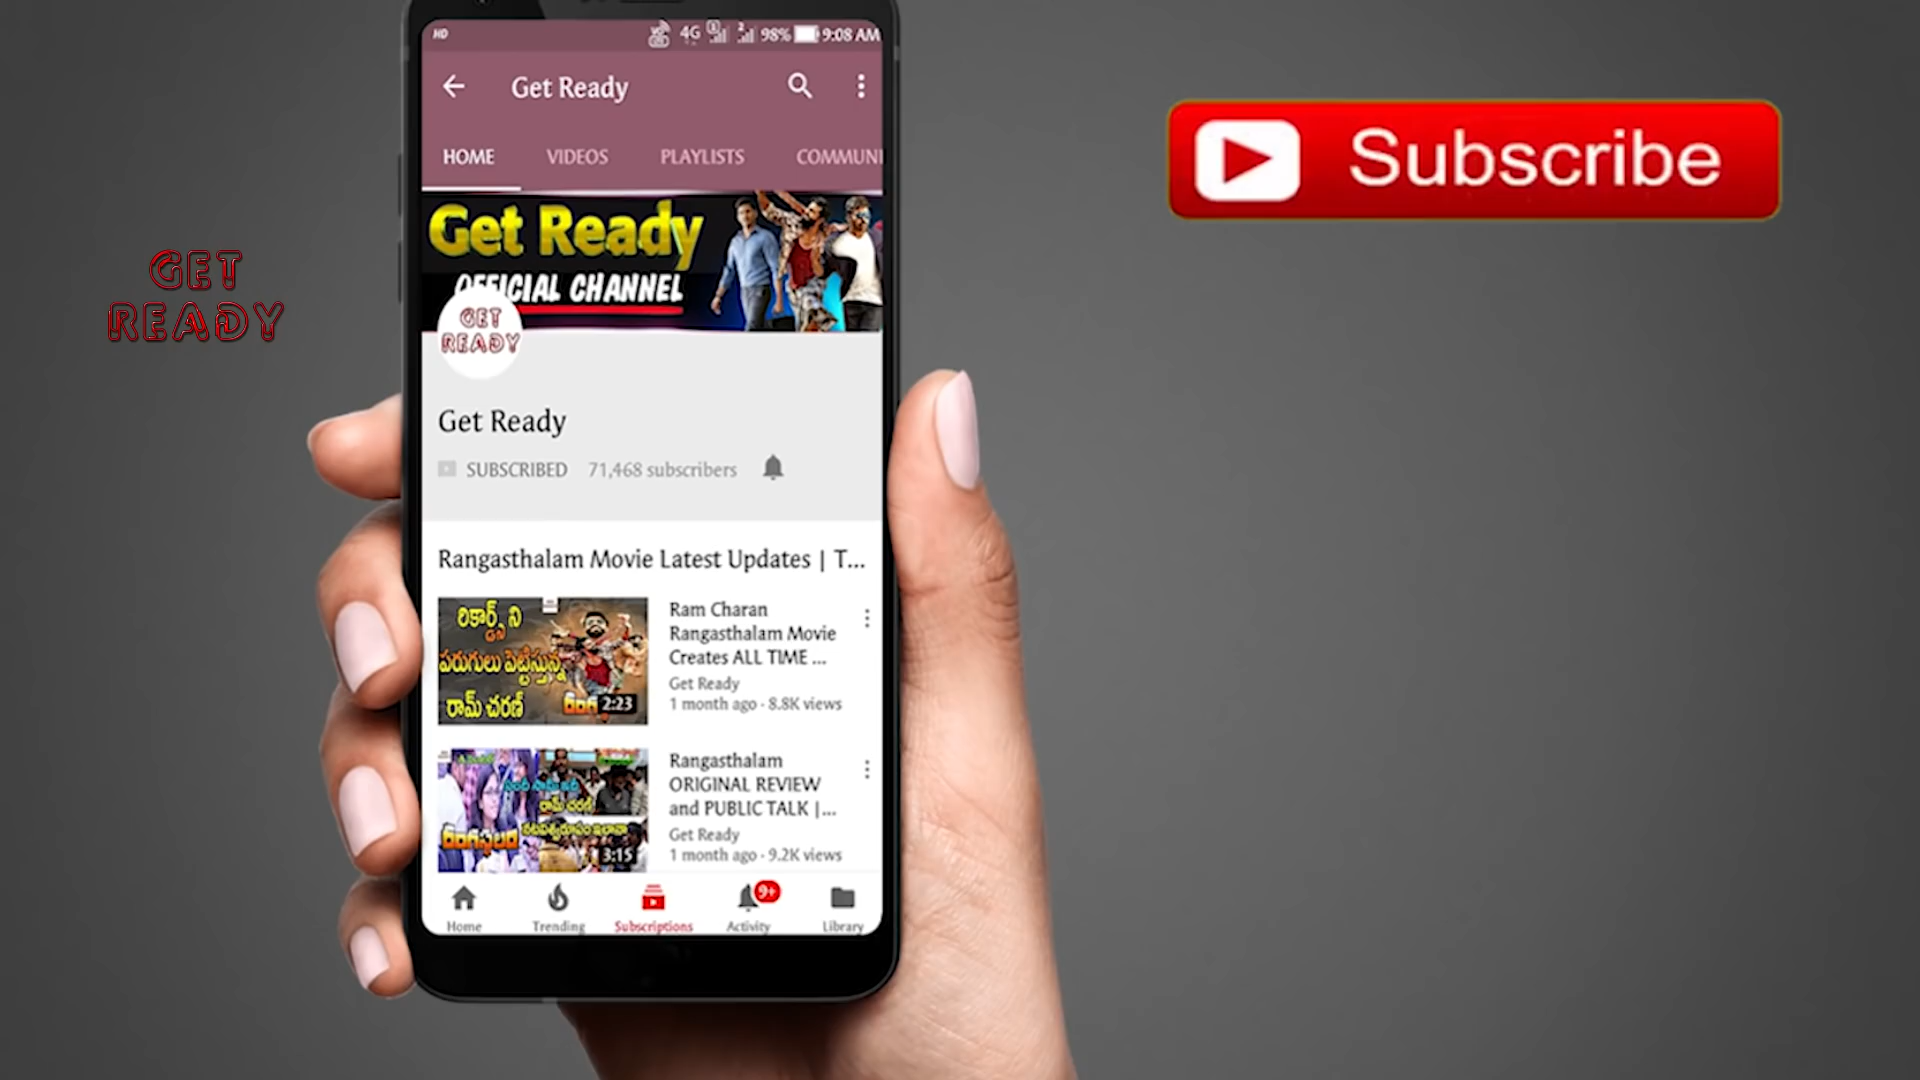 HD 4G 98% 9:08 AM
Get Ready
HOME VIDEOS PLAYLISTS COMMUNI
Get Ready
OFFICIAL CHANNEL
GET
READY
GET
READY
Subscribe
Get Ready
SUBSCRIBED 71,468 subscribers
Rangasthalam Movie Latest Updates | T...
రికార్డ్స్ ని
పరుగులు పెట్టిస్తున్న
రామ్ చరణ్
2:23
Ram Charan
Rangasthalam Movie
Creates ALL TIME ...
Get Ready
1 month ago · 8.8K views
రామ్ చరణ్
రంగస్థలం
3:15
Rangasthalam
ORIGINAL REVIEW
and PUBLIC TALK |...
Get Ready
1 month ago · 9.2K views
9+
Home Trending Subscriptions Activity Library